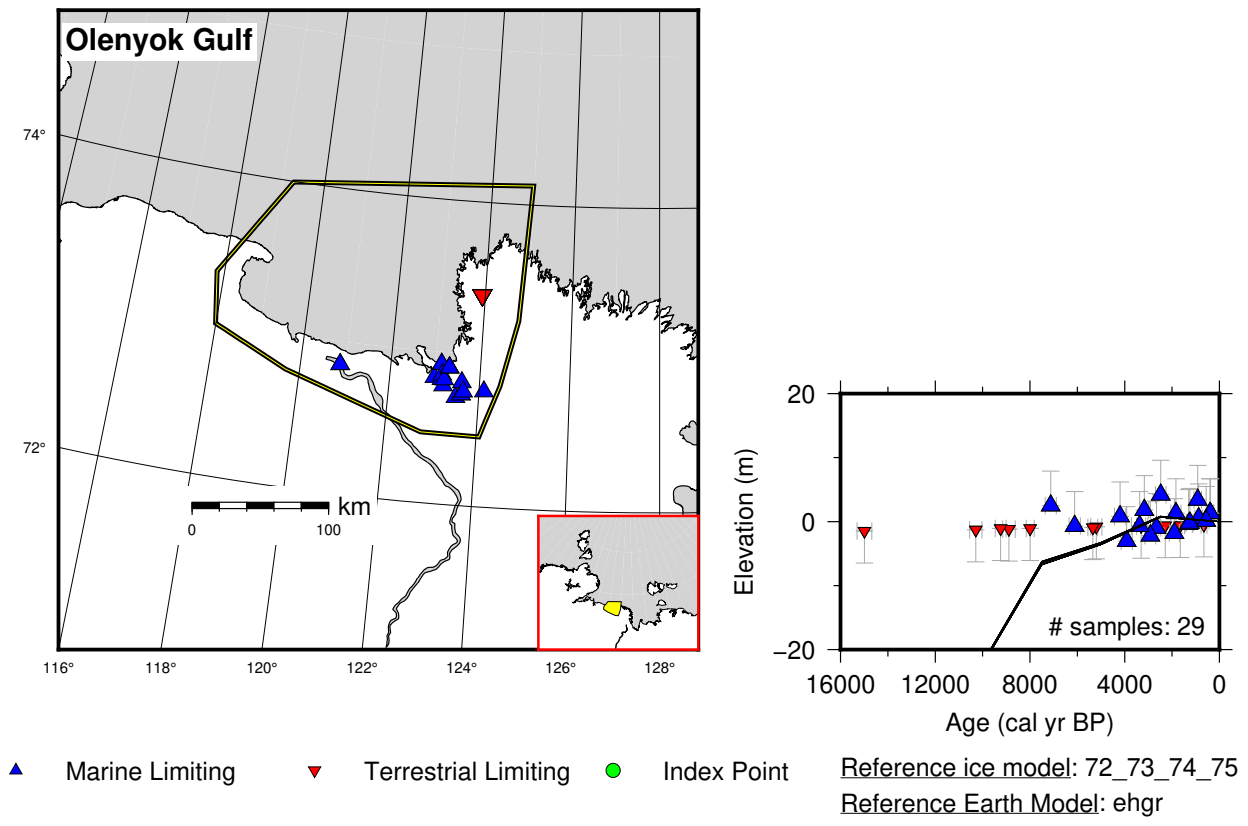 Olenyok Gulf
74°
72°
km
0 100
116° 118° 120° 122° 124° 126° 128°
20
0
−20
Elevation (m)
# samples: 29
16000 12000 8000 4000 0
Age (cal yr BP)
Marine Limiting Terrestrial Limiting Index Point
Reference ice model: 72_73_74_75
Reference Earth Model: ehgr